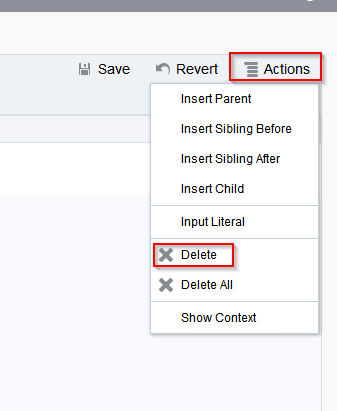 Save Revert Actions
Insert Parent
Insert Sibling Before
Insert Sibling After
Insert Child
Input Literal
Delete
Delete All
Show Context